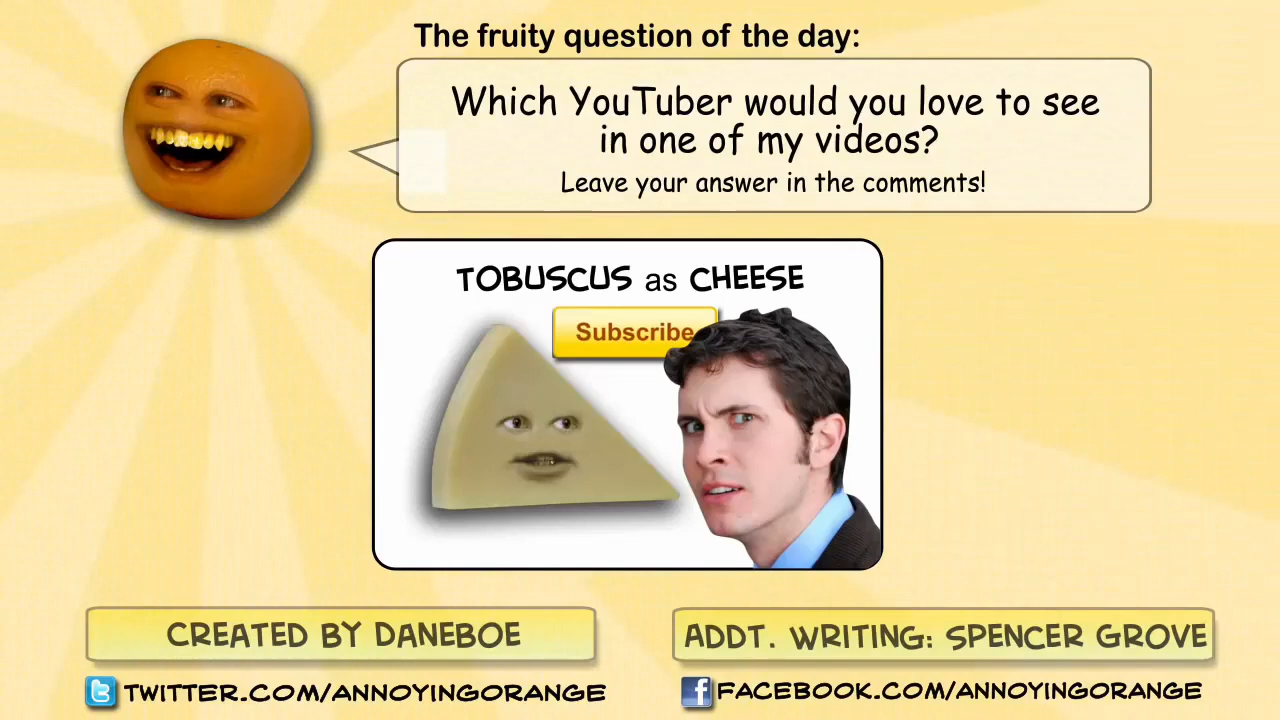 The fruity question of the day:
Which YouTuber would you love to see
in one of my videos?
Leave your answer in the comments!
TOBUSCUS as CHEESE
Subscribe
CREATED BY DANEBOE
ADDT. WRITING: SPENCER GROVE
TWITTER.COM/ANNOYINGORANGE
FACEBOOK.COM/ANNOYINGORANGE